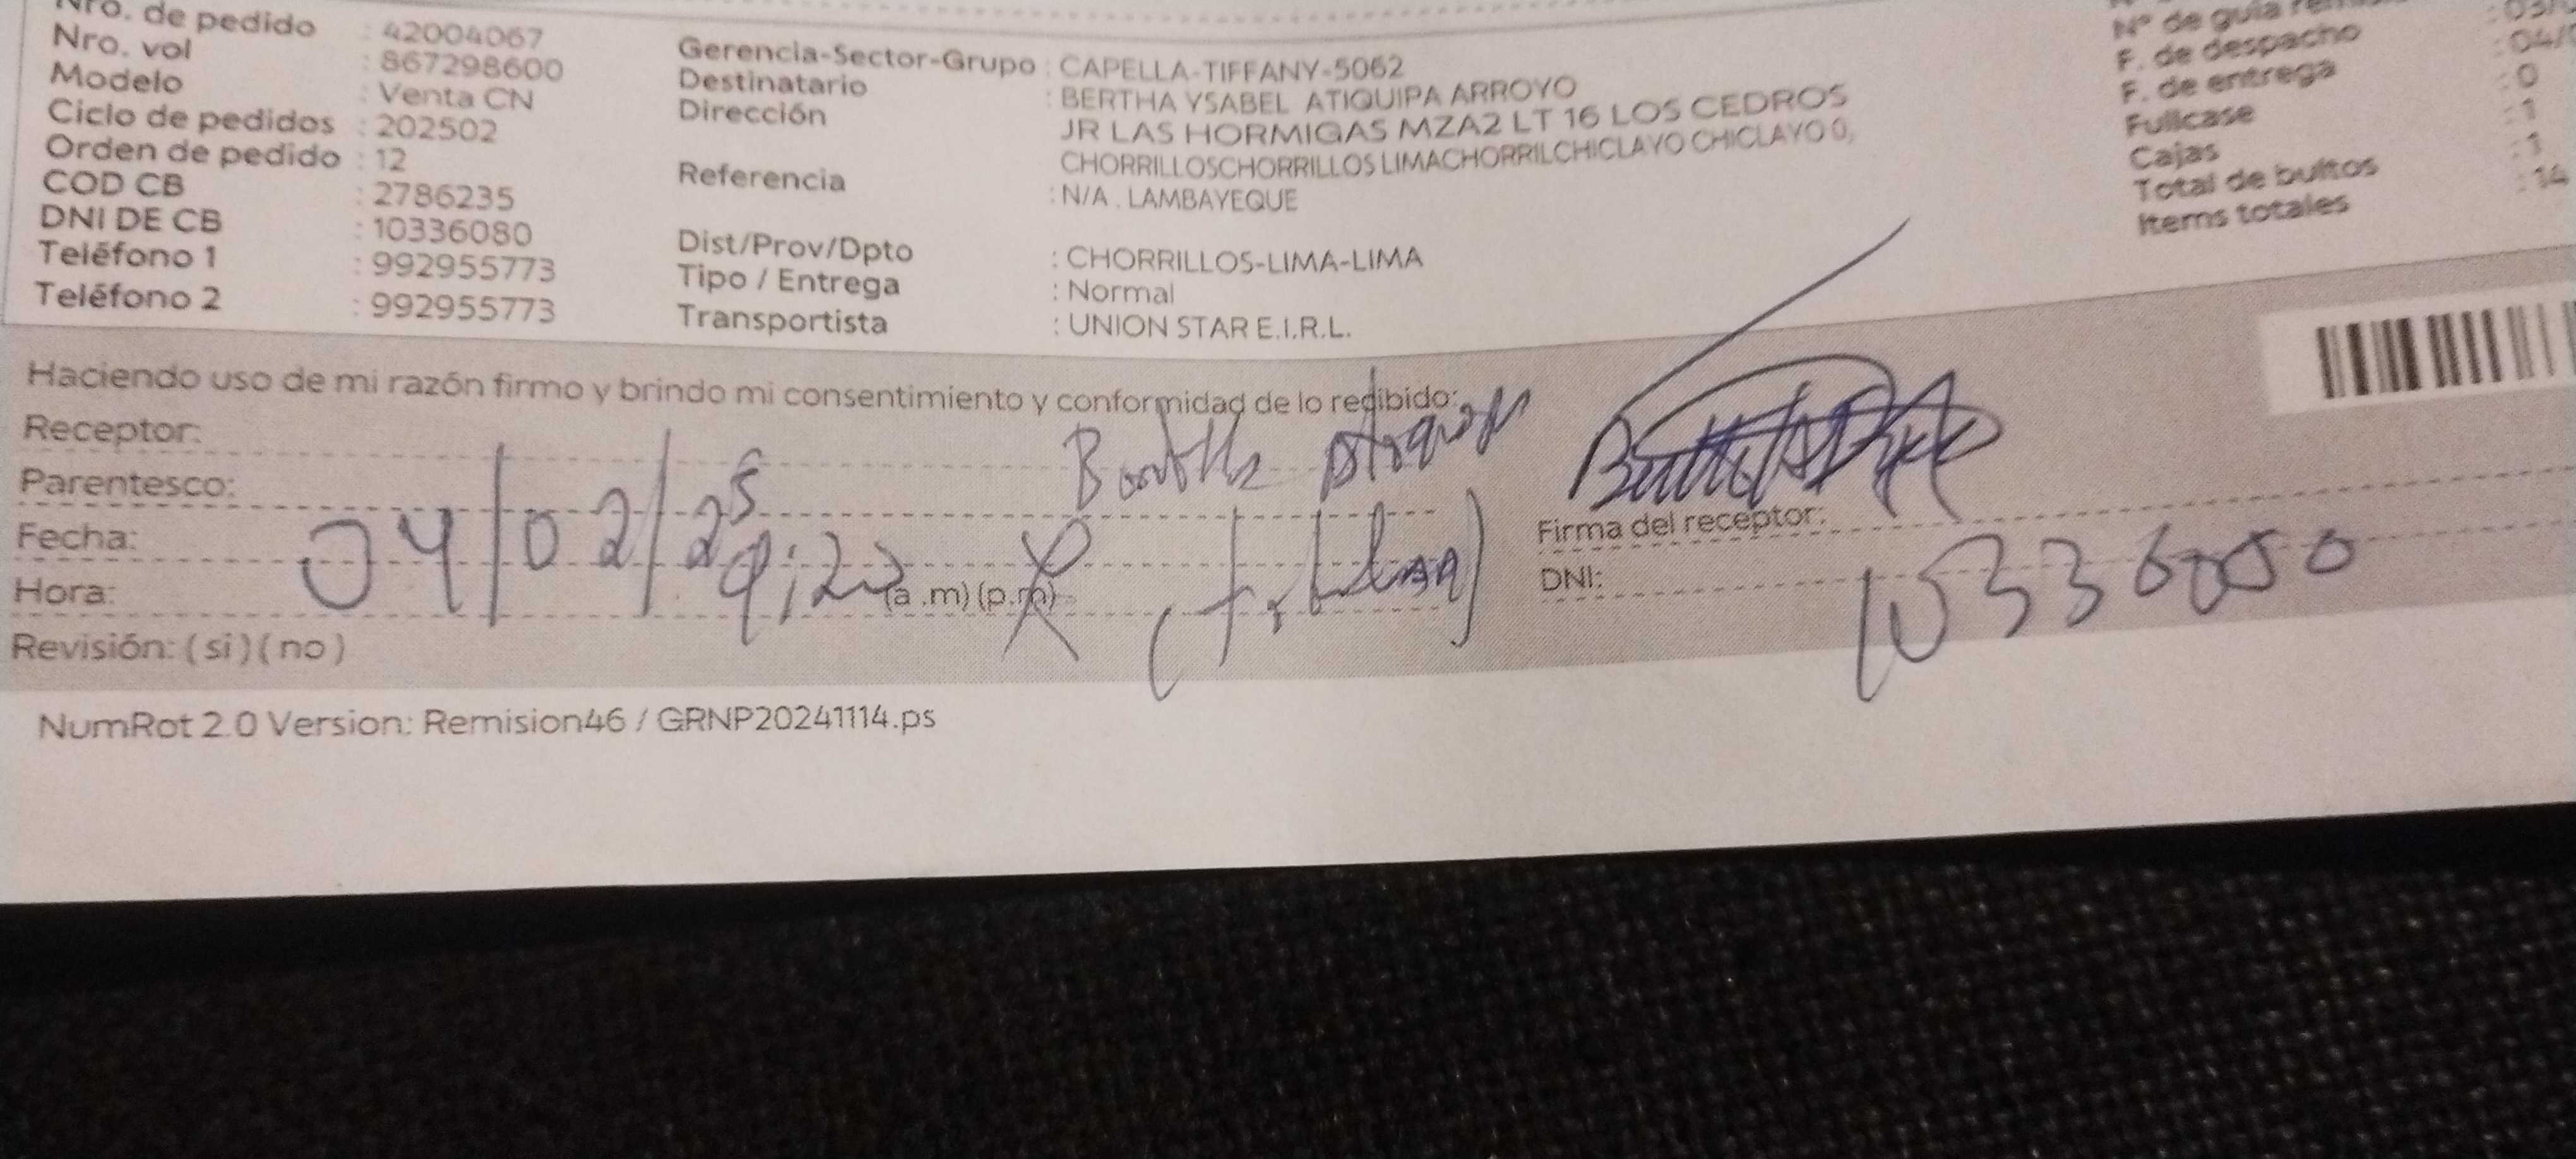 Nro. de pedido : 42004067
Nro. vol : 867298600
Modelo : Venta CN
Ciclo de pedidos : 202502
Orden de pedido : 12
COD CB : 2786235
DNI DE CB : 10336080
Teléfono 1 : 992955773
Teléfono 2 : 992955773
Gerencia-Sector-Grupo : CAPELLA-TIFFANY-5062
Destinatario : BERTHA YSABEL ATIQUIPA ARROYO
Dirección JR LAS HORMIGAS MZA2 LT 16 LOS CEDROS
CHORRILLOSCHORRILLOS LIMACHORRILCHICLAYO CHICLAYO 0,
Referencia : N/A . LAMBAYEQUE
Dist/Prov/Dpto : CHORRILLOS-LIMA-LIMA
Tipo / Entrega : Normal
Transportista : UNION STAR E.I.R.L.
N° de guía
F. de despacho : 03/
F. de entrega : 04/
Fullcase : 0
Cajas : 1
Total de bultos : 1
Items totales : 14
Haciendo uso de mi razón firmo y brindo mi consentimiento y conformidad de lo recibido:
Receptor:
Parentesco:
Fecha: 04/02/25
Hora: (a .m) (p.m)
Revisión: ( si ) ( no )
Firma del receptor:
DNI: 10336080
NumRot 2.0 Version: Remision46 / GRNP20241114.ps